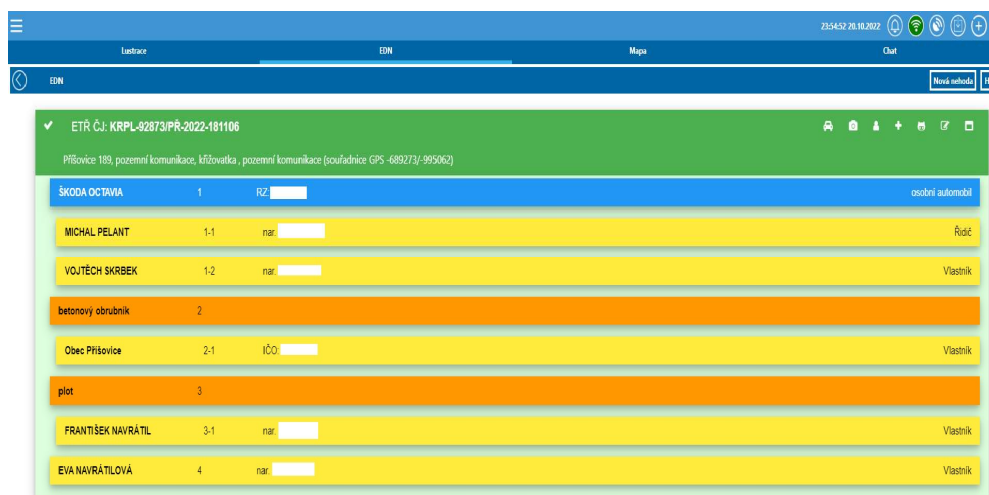 23:54:52 20.10.2022
Lustrace EDN Mapa Chat
EDN Nová nehoda H
ETŘ ČJ: KRPL-92873/PŘ-2022-181106
Příšovice 189, pozemní komunikace, křižovatka , pozemní komunikace (souřadnice GPS -689273/-995062)
ŠKODA OCTAVIA 1 RZ: osobní automobil
MICHAL PELANT 1-1 nar. Řidič
VOJTĚCH SKRBEK 1-2 nar. Vlastník
betonový obrubník 2
Obec Příšovice 2-1 IČO: Vlastník
plot 3
FRANTIŠEK NAVRÁTIL 3-1 nar. Vlastník
EVA NAVRÁTILOVÁ 4 nar. Vlastník